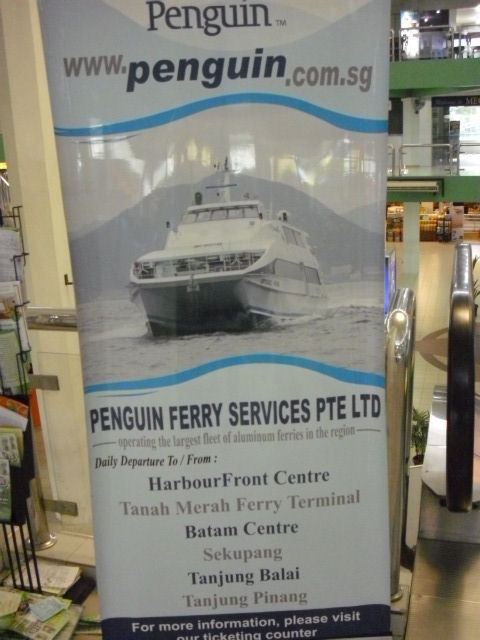 Penguin TM
www.penguin.com.sg
PENGUIN FERRY SERVICES PTE LTD
operating the largest fleet of aluminum ferries in the region
Daily Departure To / From :
HarbourFront Centre
Tanah Merah Ferry Terminal
Batam Centre
Sekupang
Tanjung Balai
Tanjung Pinang
For more information, please visit
our ticketing counter